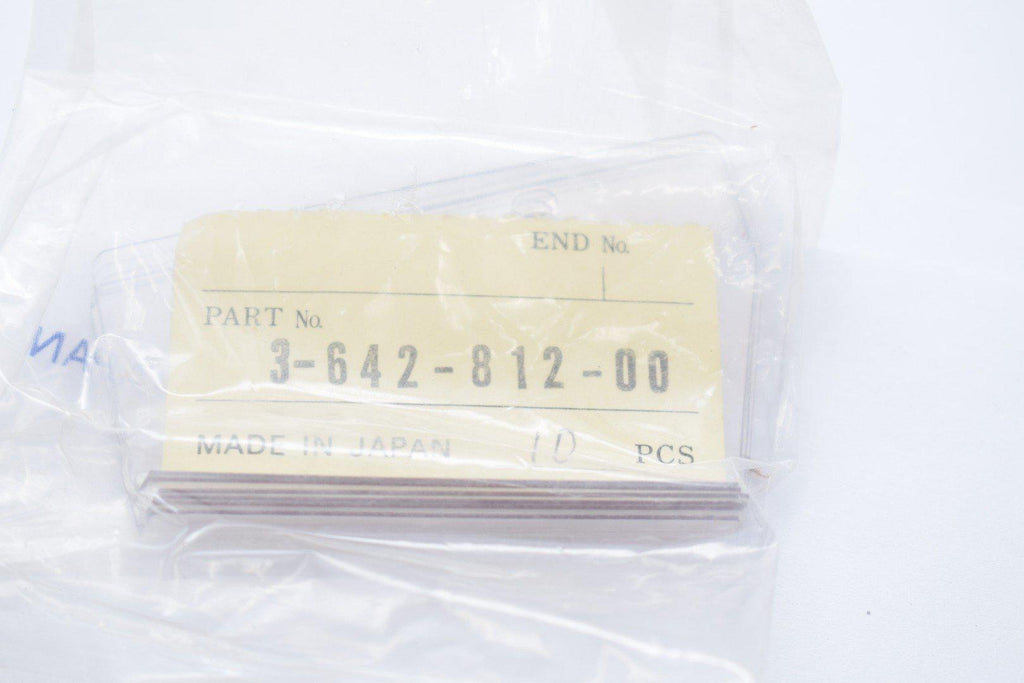 END No.
PART No.
3-642-812-00
MADE IN JAPAN 10 PCS